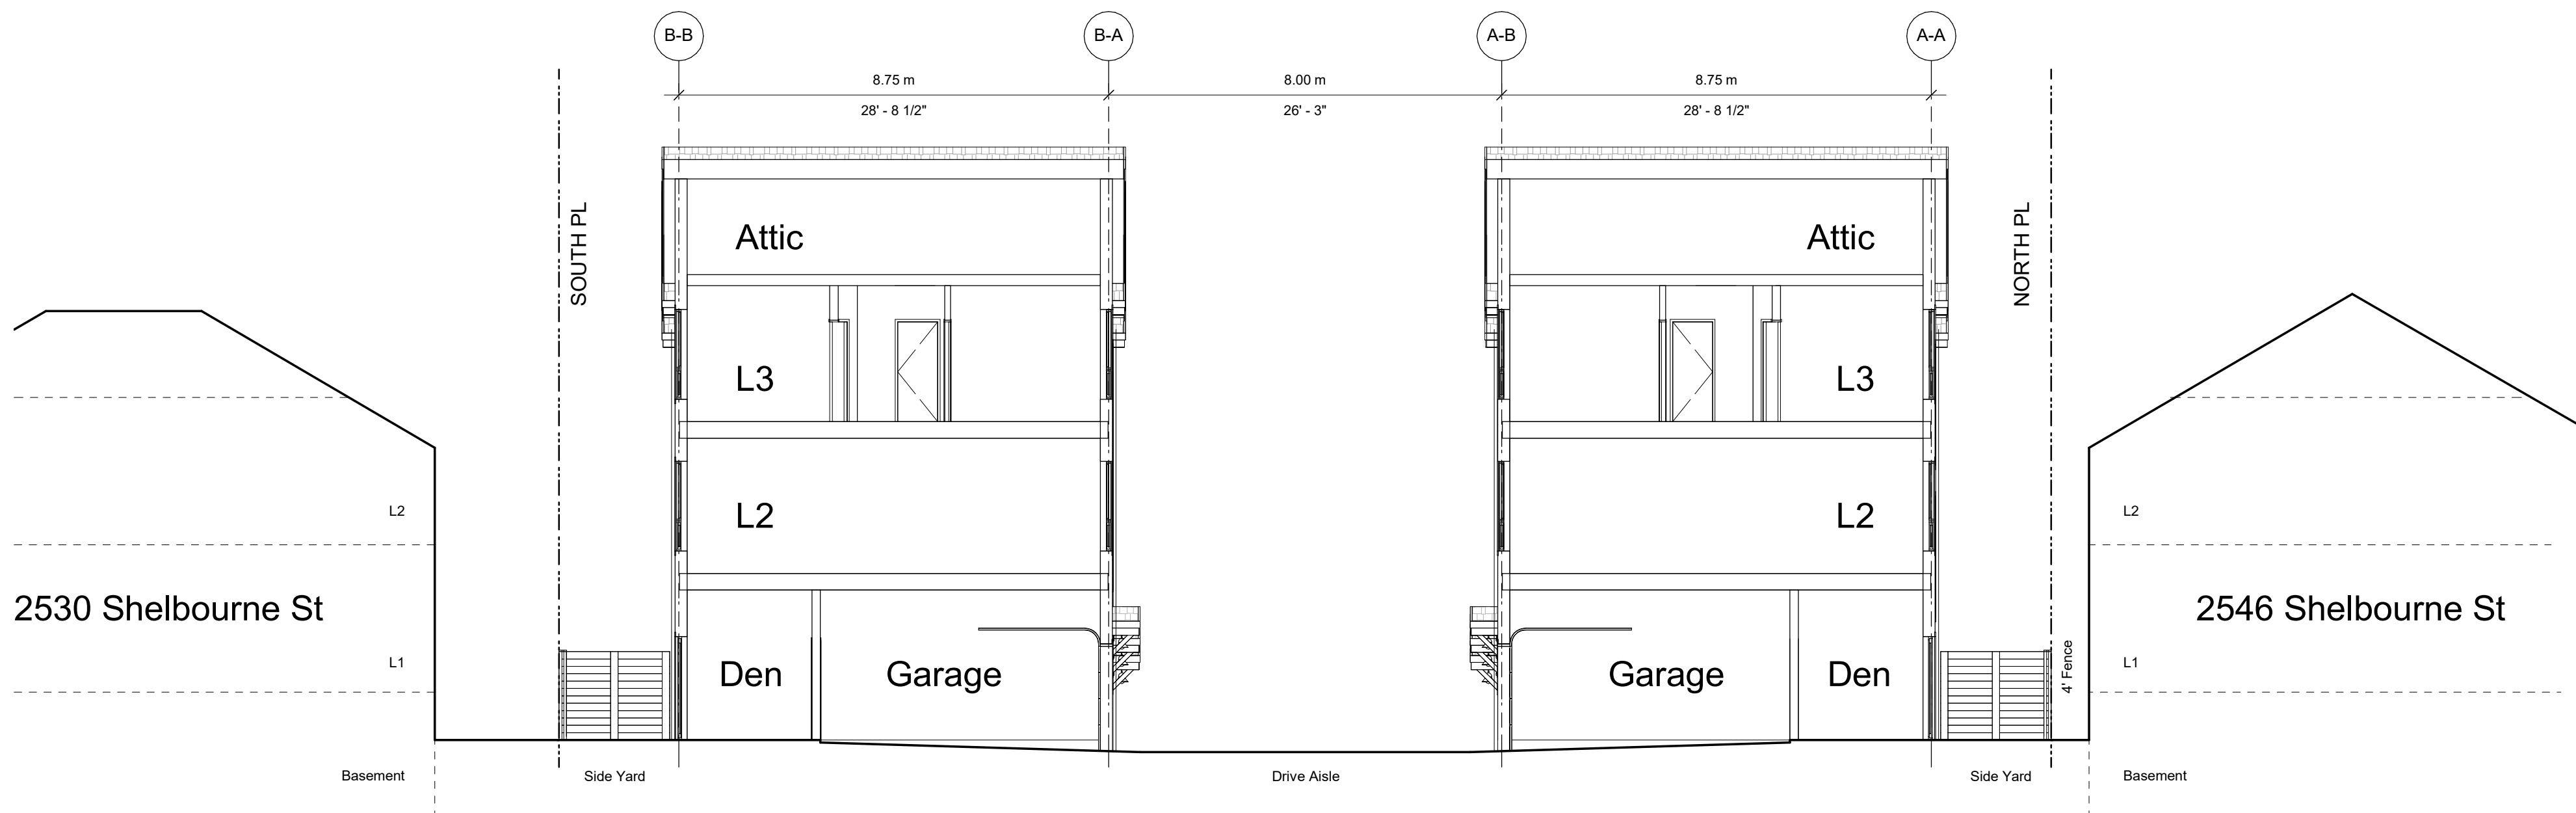 B-B
B-A
A-B
A-A
8.75 m
8.00 m
8.75 m
28' - 8 1/2"
26' - 3"
28' - 8 1/2"
SOUTH PL
NORTH PL
Attic
Attic
L3
L3
L2
L2
L2
L2
2530 Shelbourne St
2546 Shelbourne St
L1
Den
Garage
Garage
Den
4' Fence
L1
Basement
Side Yard
Drive Aisle
Side Yard
Basement